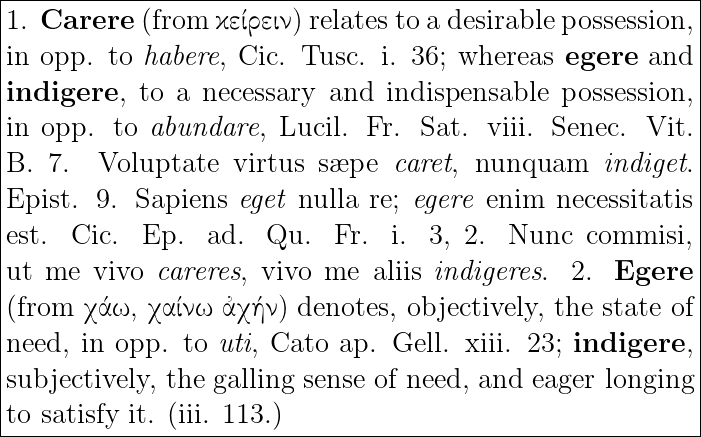 1. Carere (from κείρειν) relates to a desirable possession,
in opp. to habere, Cic. Tusc. i. 36; whereas egere and
indigere, to a necessary and indispensable possession,
in opp. to abundare, Lucil. Fr. Sat. viii. Senec. Vit.
B. 7. Voluptate virtus sæpe caret, nunquam indiget.
Epist. 9. Sapiens eget nulla re; egere enim necessitatis
est. Cic. Ep. ad. Qu. Fr. i. 3, 2. Nunc commisi,
ut me vivo careres, vivo me aliis indigeres. 2. Egere
(from χάω, χαίνω ἀχήν) denotes, objectively, the state of
need, in opp. to uti, Cato ap. Gell. xiii. 23; indigere,
subjectively, the galling sense of need, and eager longing
to satisfy it. (iii. 113.)